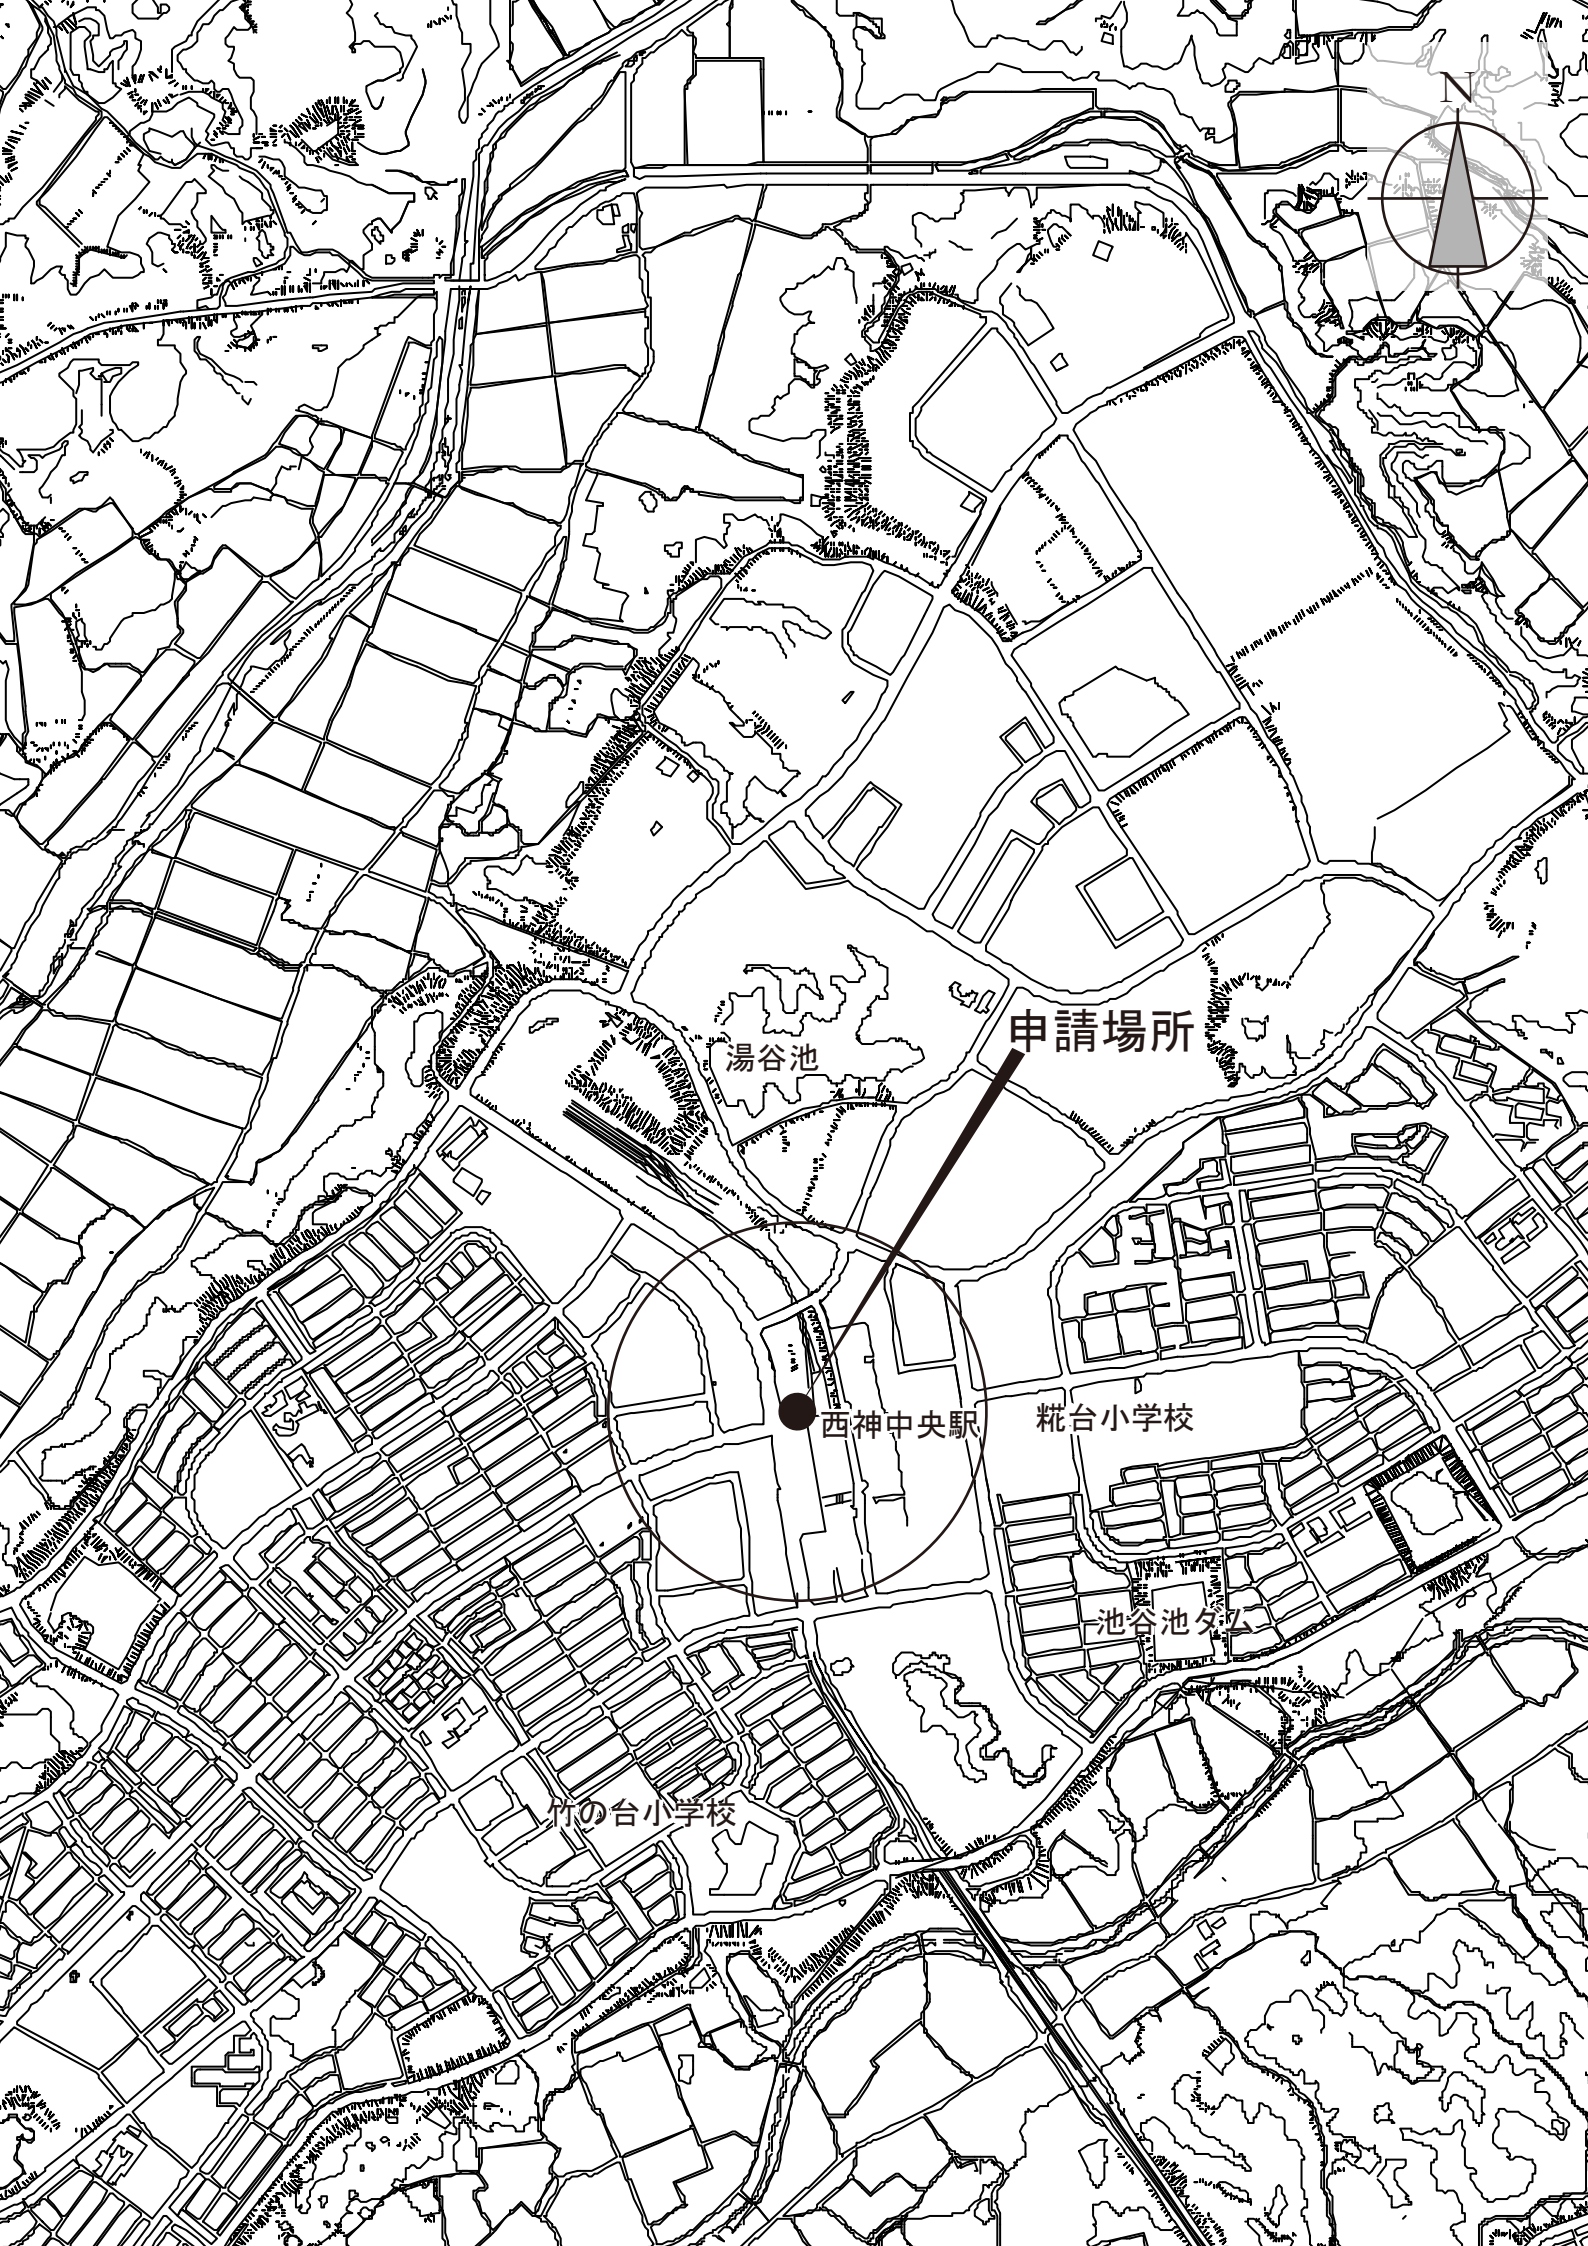 N
申請場所
湯谷池
西神中央駅
糀台小学校
池谷池ダム
竹の台小学校